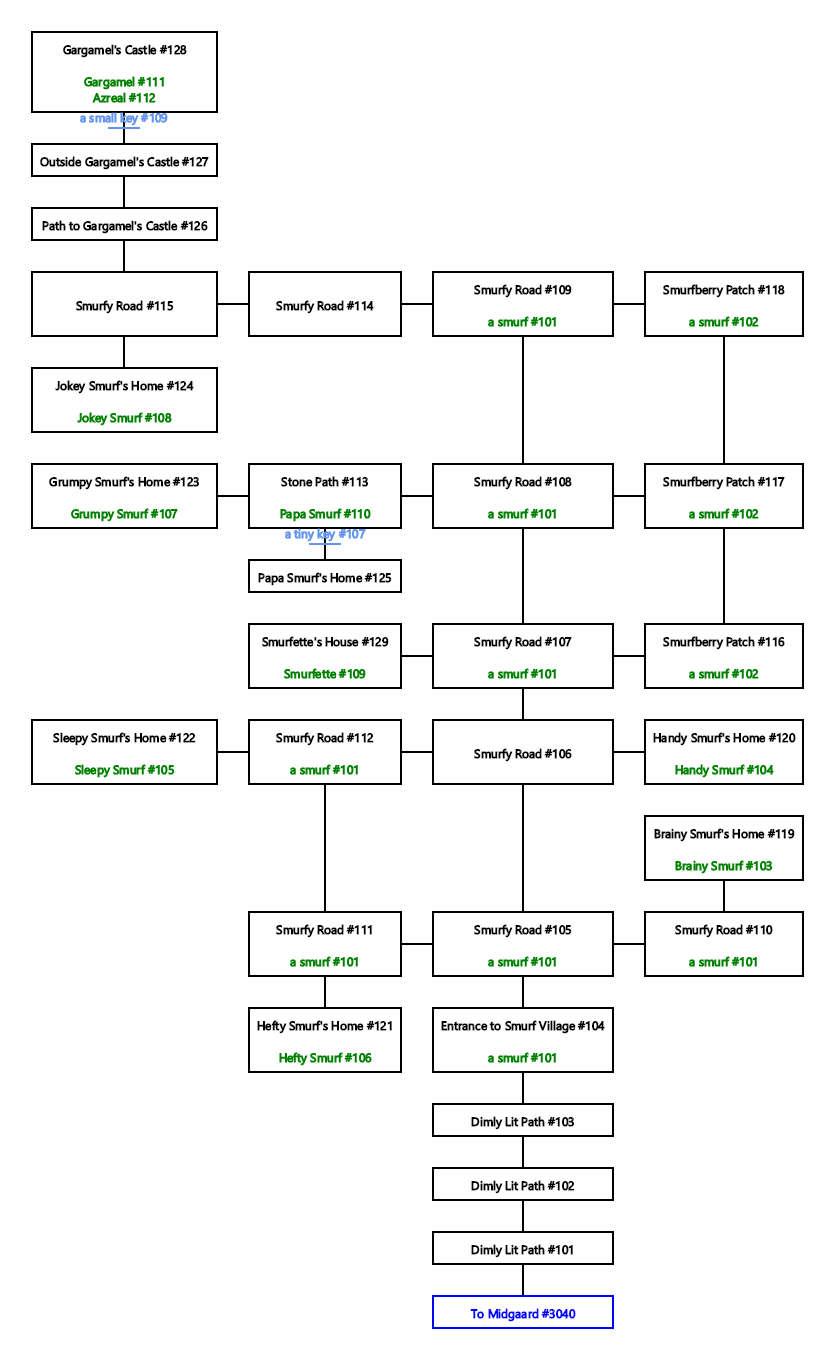 Gargamel's Castle #128
Gargamel #111
Azreal #112
a small key #109
Outside Gargamel's Castle #127
Path to Gargamel's Castle #126
Smurfy Road #115
Smurfy Road #114
Smurfy Road #109
a smurf #101
Smurfberry Patch #118
a smurf #102
Jokey Smurf's Home #124
Jokey Smurf #108
Grumpy Smurf's Home #123
Grumpy Smurf #107
Stone Path #113
Papa Smurf #110
a tiny key #107
Smurfy Road #108
a smurf #101
Smurfberry Patch #117
a smurf #102
Papa Smurf's Home #125
Smurfette's House #129
Smurfette #109
Smurfy Road #107
a smurf #101
Smurfberry Patch #116
a smurf #102
Sleepy Smurf's Home #122
Sleepy Smurf #105
Smurfy Road #112
a smurf #101
Smurfy Road #106
Handy Smurf's Home #120
Handy Smurf #104
Brainy Smurf's Home #119
Brainy Smurf #103
Smurfy Road #111
a smurf #101
Smurfy Road #105
a smurf #101
Smurfy Road #110
a smurf #101
Hefty Smurf's Home #121
Hefty Smurf #106
Entrance to Smurf Village #104
a smurf #101
Dimly Lit Path #103
Dimly Lit Path #102
Dimly Lit Path #101
To Midgaard #3040